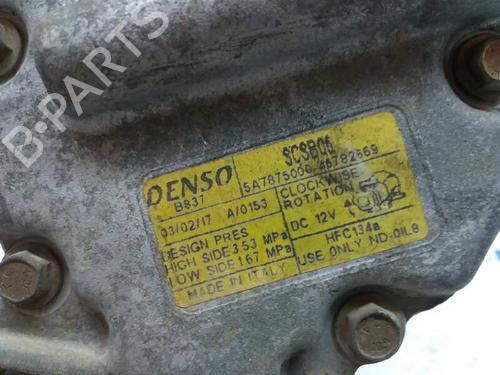 B-PARTS
DENSO
SCSB06
5A7875000 46782669
B837
03/02/17 A/0153
CLOCKWISE
ROTATION
DC 12V
DESIGN PRES
HIGH SIDE 3.53 MPa
LOW SIDE 1.67 MPa
HFC134a
USE ONLY ND-OIL8
MADE IN ITALY